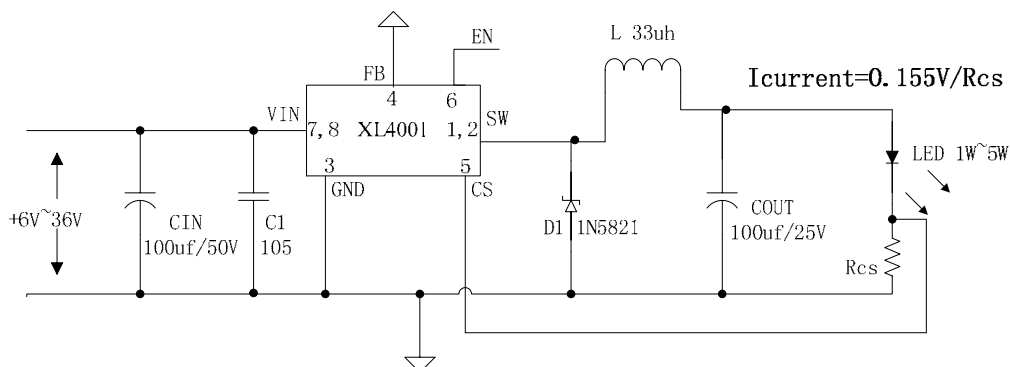 EN
L 33uh
FB
Icurrent=0.155V/Rcs
4
6
VIN
SW
7,8
XL4001
1,2
3
5
GND
CS
LED 1W~5W
+6V~36V
CIN
100uf/50V
C1
105
D1
1N5821
COUT
100uf/25V
Rcs